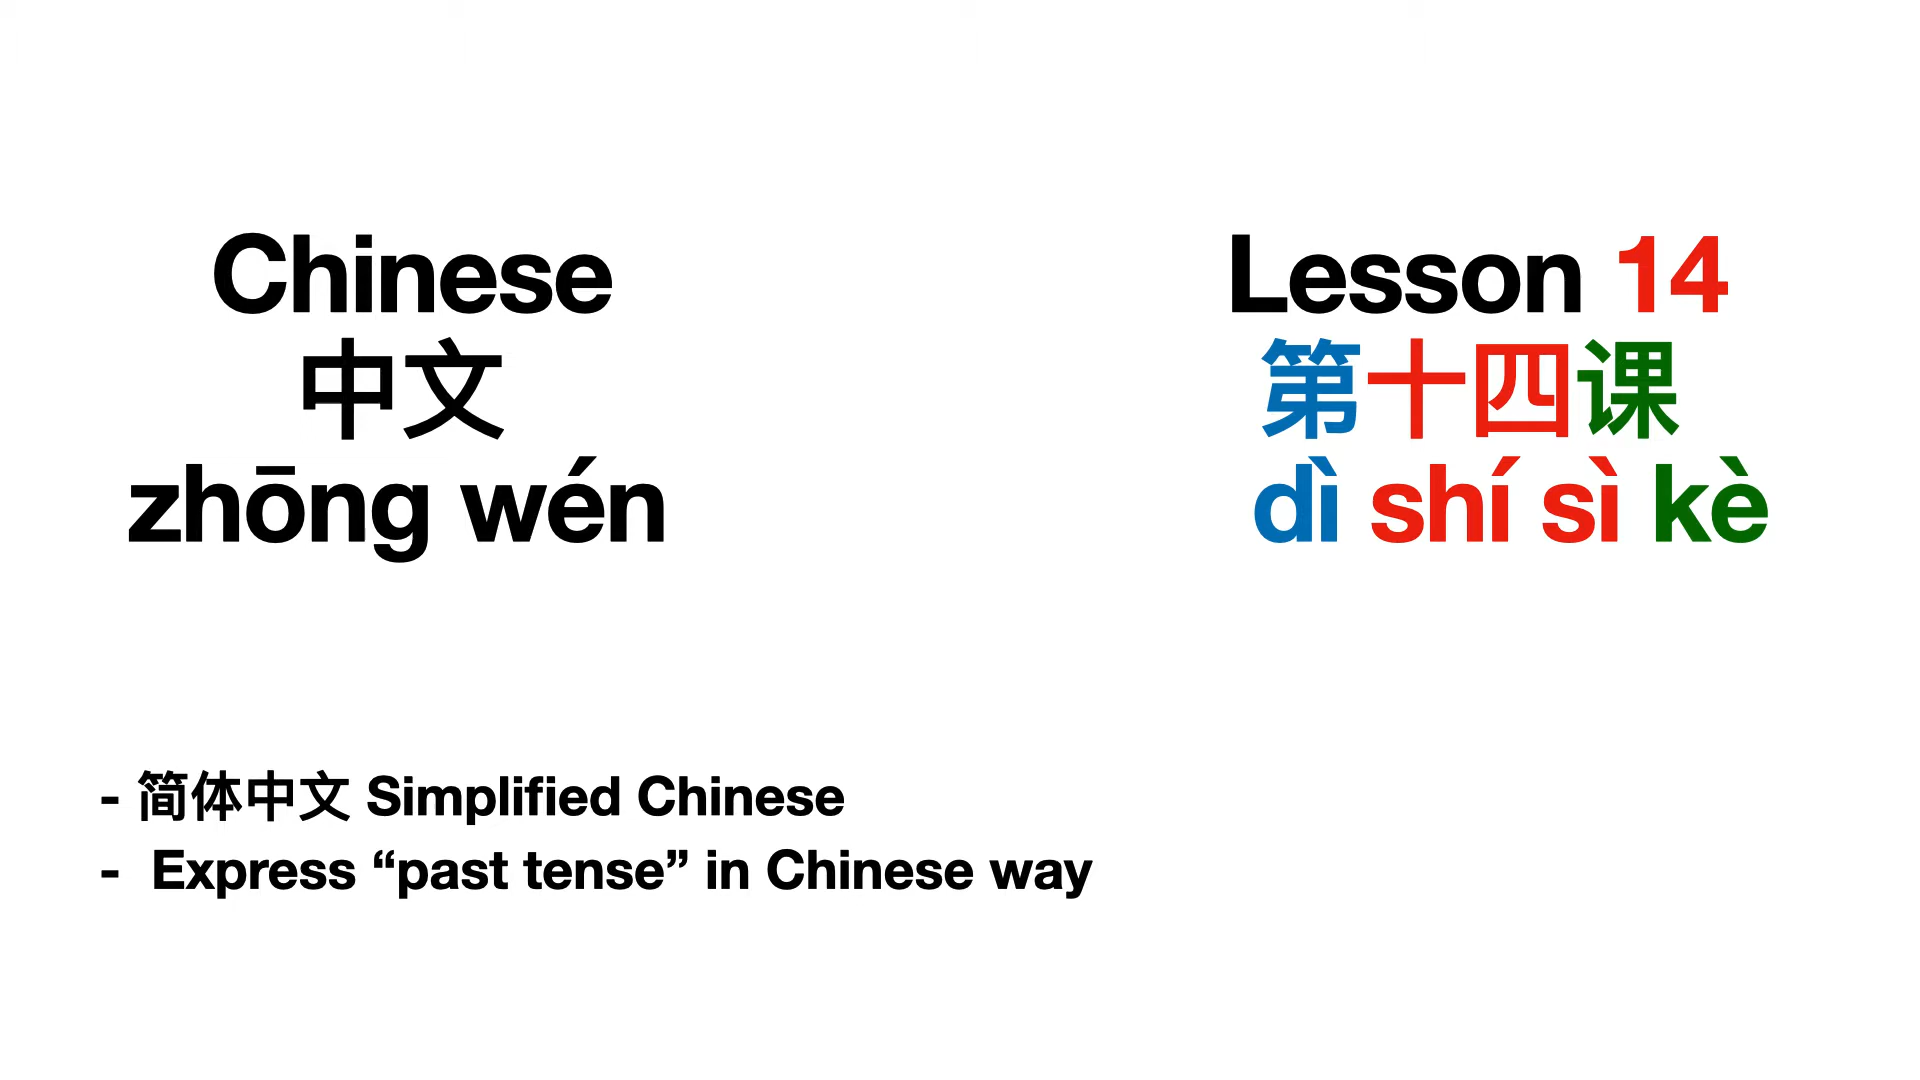 Chinese
中文
zhōng wén
Lesson 14
第十四课
dì shí sì kè
- 简体中文 Simplified Chinese
- Express “past tense” in Chinese way